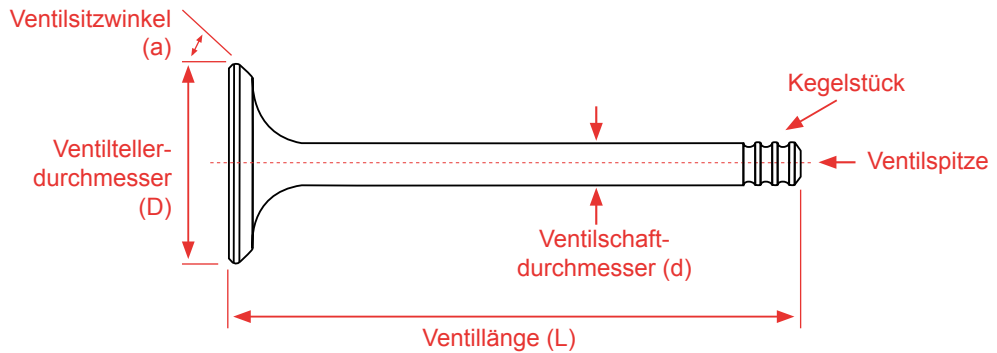 Ventilsitzwinkel
(a)
Kegelstück
Ventilteller-
durchmesser
(D)
Ventilspitze
Ventilschaft-
durchmesser (d)
Ventillänge (L)